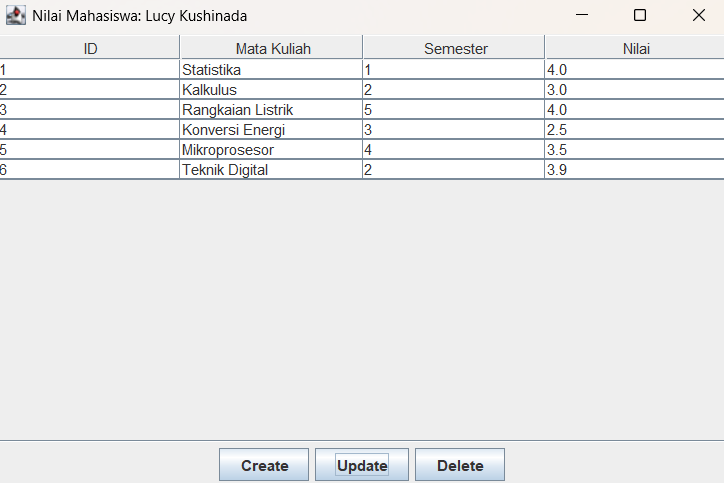 Nilai Mahasiswa: Lucy Kushinada
ID Mata Kuliah Semester Nilai
1 Statistika 1 4.0
2 Kalkulus 2 3.0
3 Rangkaian Listrik 5 4.0
4 Konversi Energi 3 2.5
5 Mikroprosesor 4 3.5
6 Teknik Digital 2 3.9
Create Update Delete